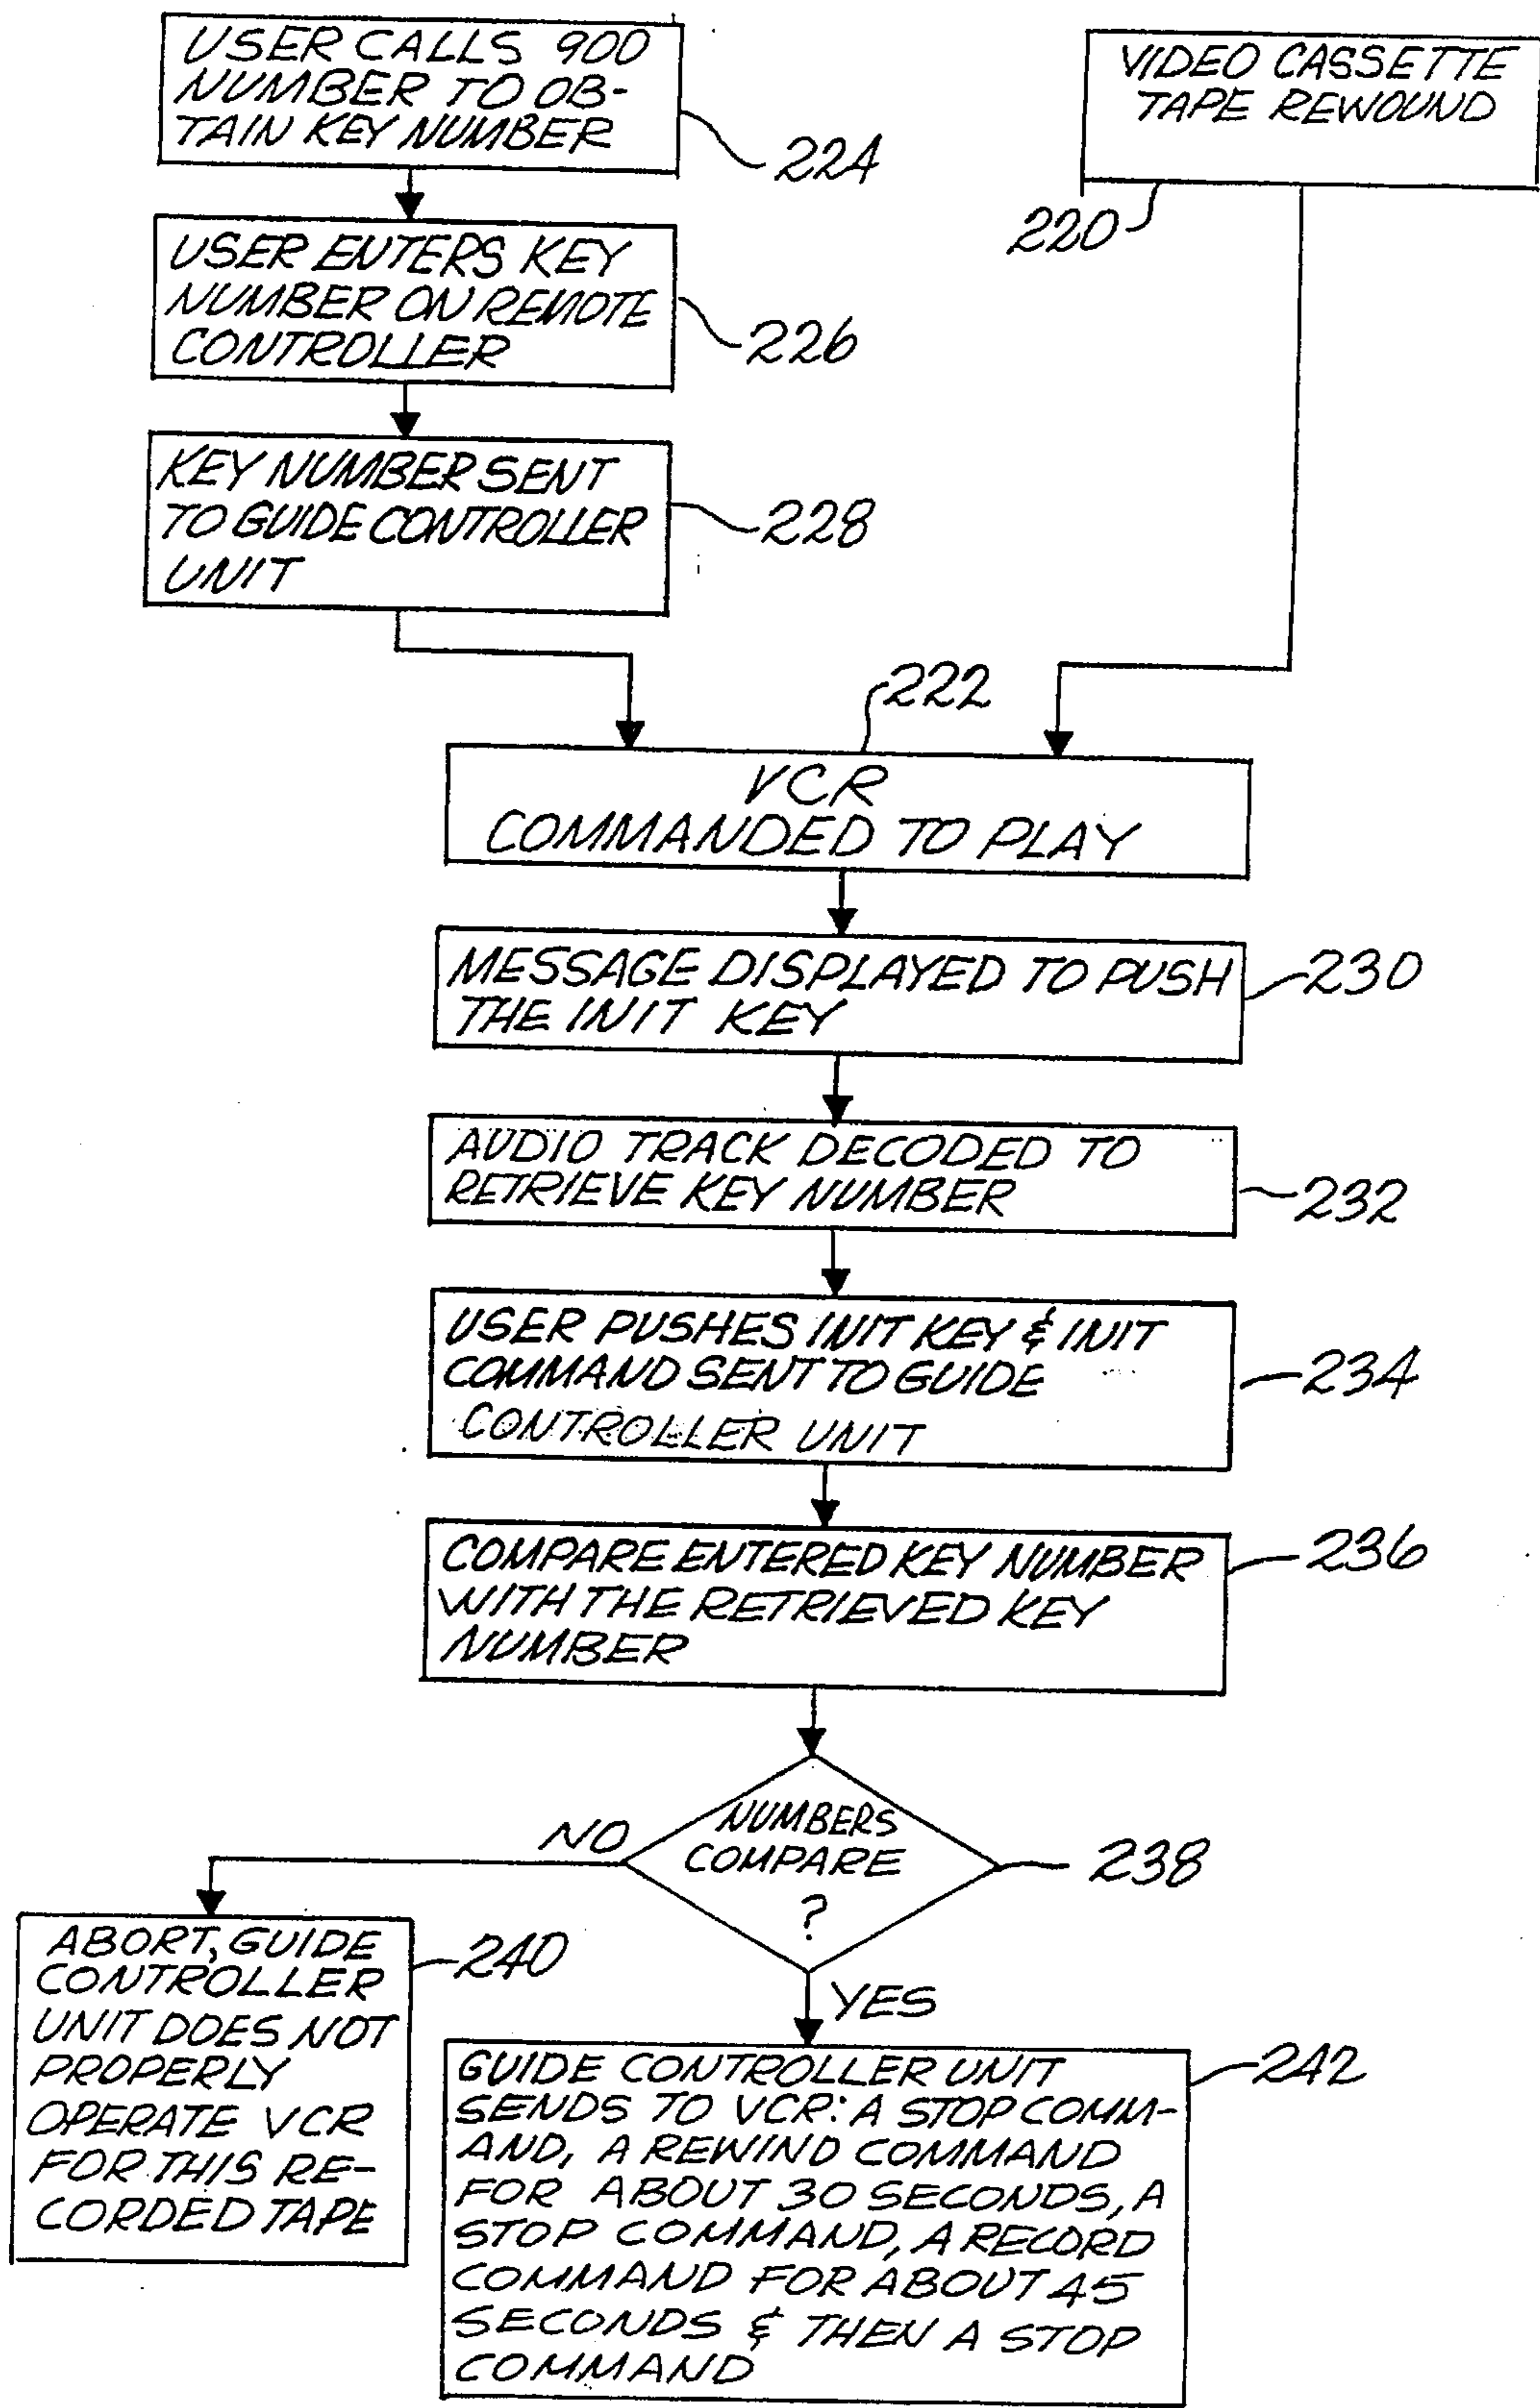 USER CALLS 900
NUMBER TO OB-
TAIN KEY NUMBER
224
VIDEO CASSETTE
TAPE REWOUND
220
USER ENTERS KEY
NUMBER ON REMOTE
CONTROLLER
226
KEY NUMBER SENT
TO GUIDE CONTROLLER
UNIT
228
222
VCR
COMMANDED TO PLAY
MESSAGE DISPLAYED TO PUSH
THE INIT KEY
230
AUDIO TRACK DECODED TO
RETRIEVE KEY NUMBER
232
USER PUSHES INIT KEY & INIT
COMMAND SENT TO GUIDE
CONTROLLER UNIT
234
COMPARE ENTERED KEY NUMBER
WITH THE RETRIEVED KEY
NUMBER
236
NUMBERS
COMPARE
?
238
NO
YES
ABORT, GUIDE
CONTROLLER
UNIT DOES NOT
PROPERLY
OPERATE VCR
FOR THIS RE-
CORDED TAPE
240
GUIDE CONTROLLER UNIT
SENDS TO VCR: A STOP COMM-
AND, A REWIND COMMAND
FOR ABOUT 30 SECONDS, A
STOP COMMAND, A RECORD
COMMAND FOR ABOUT 45
SECONDS & THEN A STOP
COMMAND
242